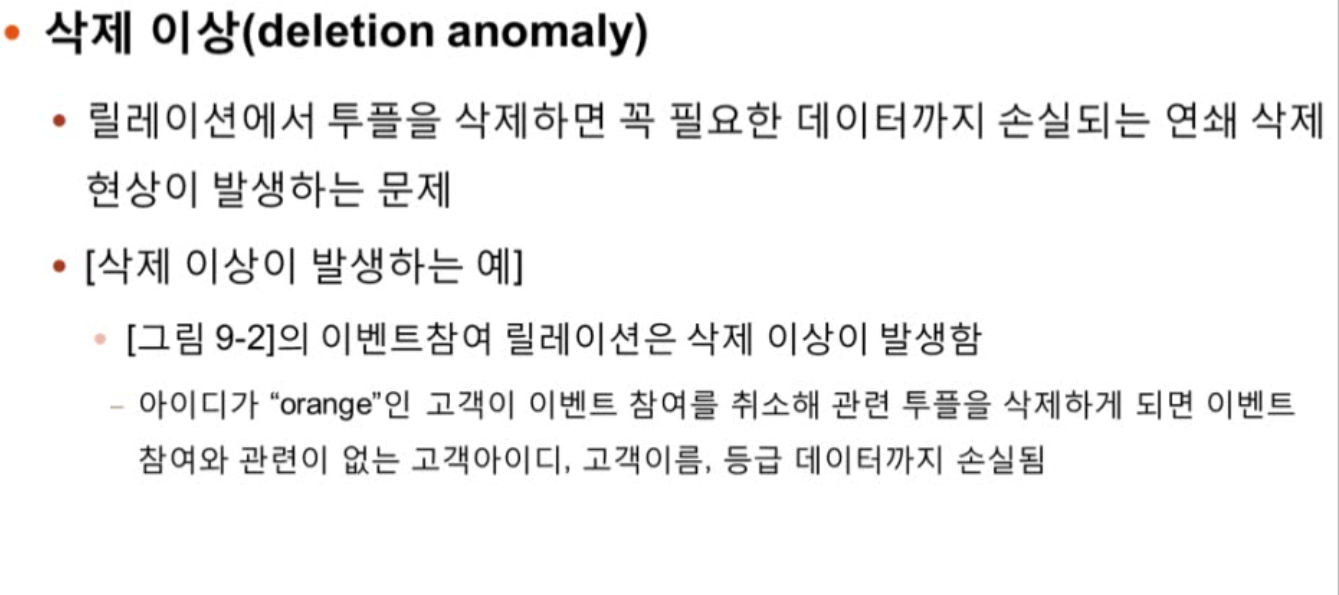 • 삭제 이상(deletion anomaly)
• 릴레이션에서 투플을 삭제하면 꼭 필요한 데이터까지 손실되는 연쇄 삭제
현상이 발생하는 문제
• [삭제 이상이 발생하는 예]
• [그림 9-2]의 이벤트참여 릴레이션은 삭제 이상이 발생함
– 아이디가 “orange”인 고객이 이벤트 참여를 취소해 관련 투플을 삭제하게 되면 이벤트
참여와 관련이 없는 고객아이디, 고객이름, 등급 데이터까지 손실됨